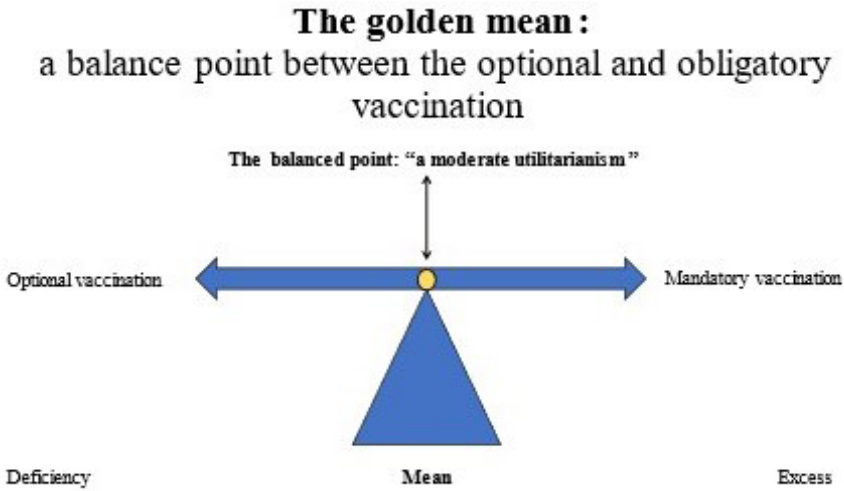 The golden mean:
a balance point between the optional and obligatory
vaccination
The balanced point: “a moderate utilitarianism”
Optional vaccination
Mandatory vaccination
Deficiency
Mean
Excess